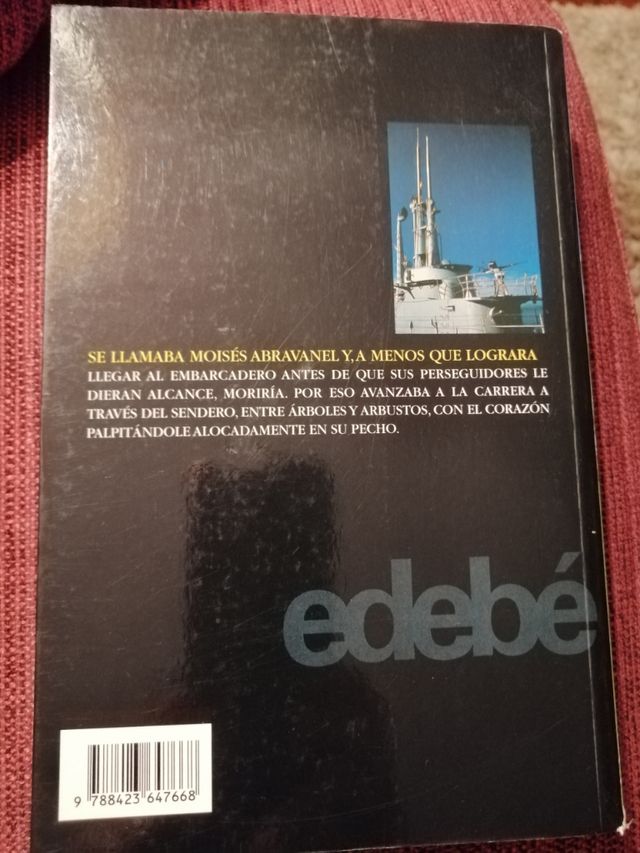 SE LLAMABA MOISÉS ABRAVANEL Y, A MENOS QUE LOGRARA
LLEGAR AL EMBARCADERO ANTES DE QUE SUS PERSEGUIDORES LE
DIERAN ALCANCE, MORIRÍA. POR ESO AVANZABA A LA CARRERA A
TRAVÉS DEL SENDERO, ENTRE ÁRBOLES Y ARBUSTOS, CON EL CORAZÓN
PALPITÁNDOLE ALOCADAMENTE EN SU PECHO.
edebé
9 788423 647668